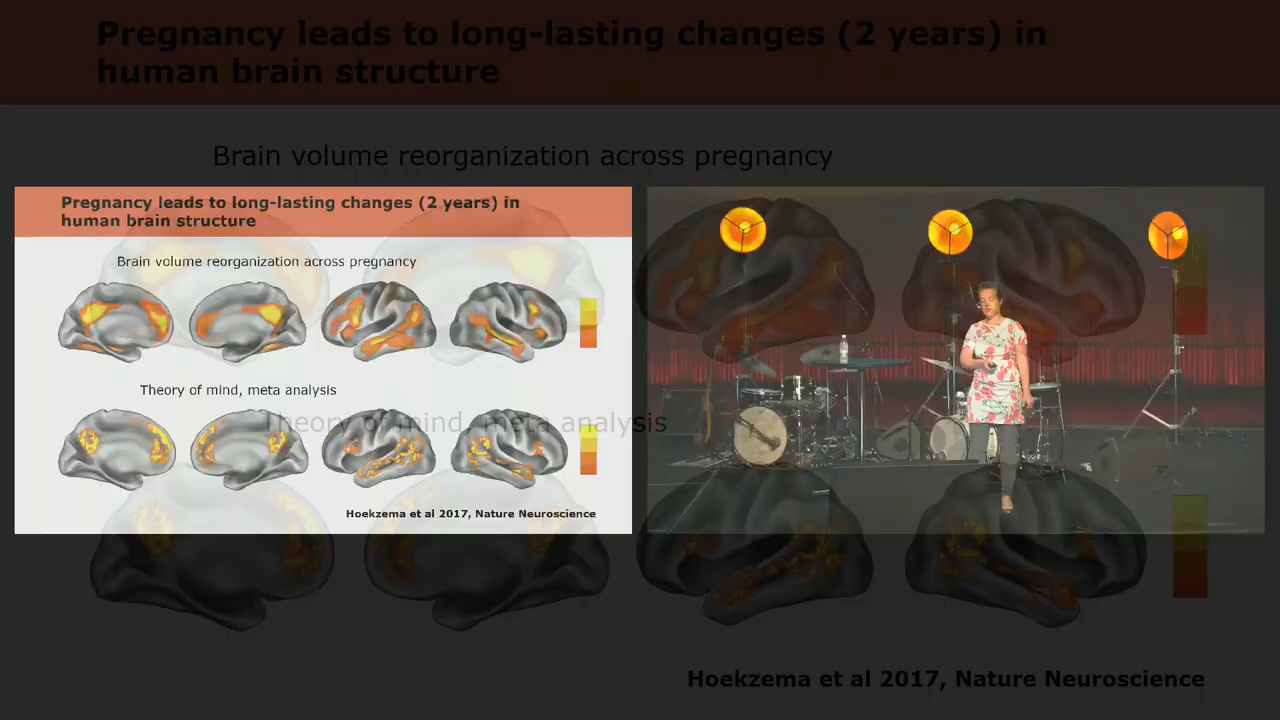 Pregnancy leads to long-lasting changes (2 years) in
human brain structure
Brain volume reorganization across pregnancy
Pregnancy leads to long-lasting changes (2 years) in
human brain structure
Brain volume reorganization across pregnancy
Theory of mind, meta analysis
Theory of mind, meta analysis
Hoekzema et al 2017, Nature Neuroscience
Hoekzema et al 2017, Nature Neuroscience